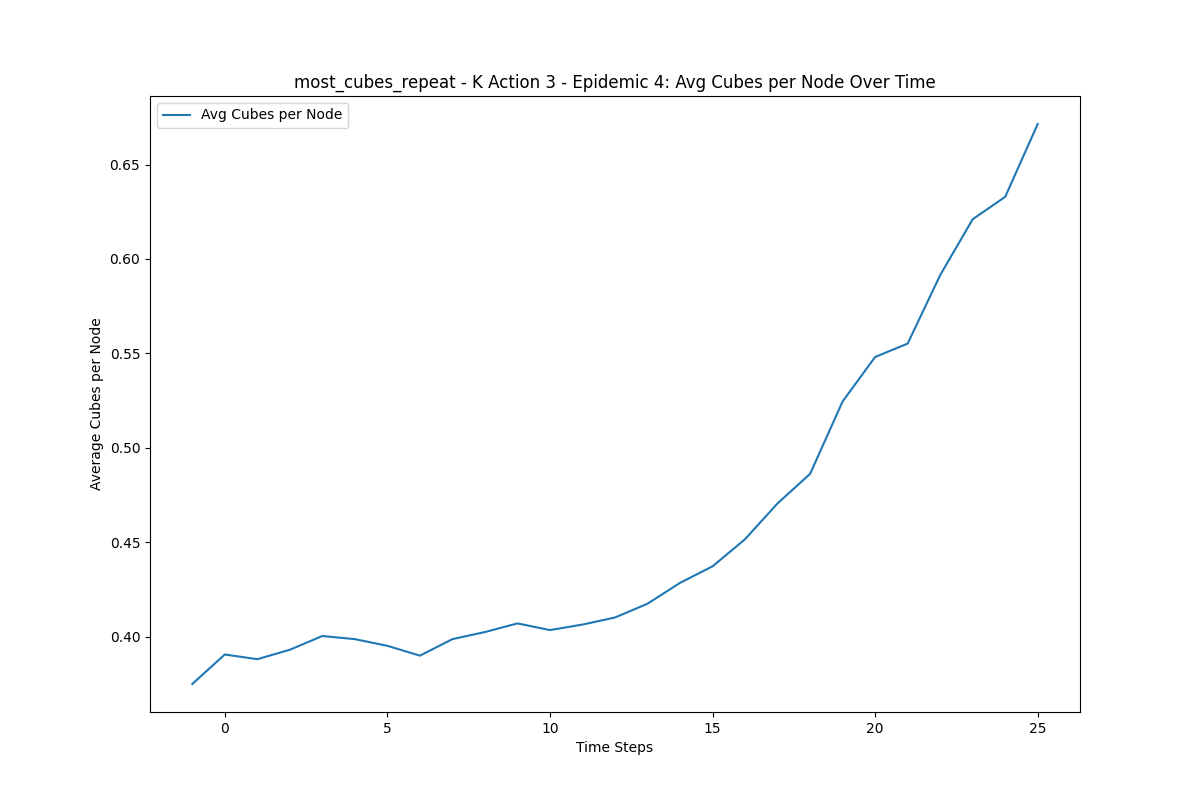 most_cubes_repeat - K Action 3 - Epidemic 4: Avg Cubes per Node Over Time
Avg Cubes per Node
Average Cubes per Node
0.65
0.60
0.55
0.50
0.45
0.40
0 5 10 15 20 25
Time Steps